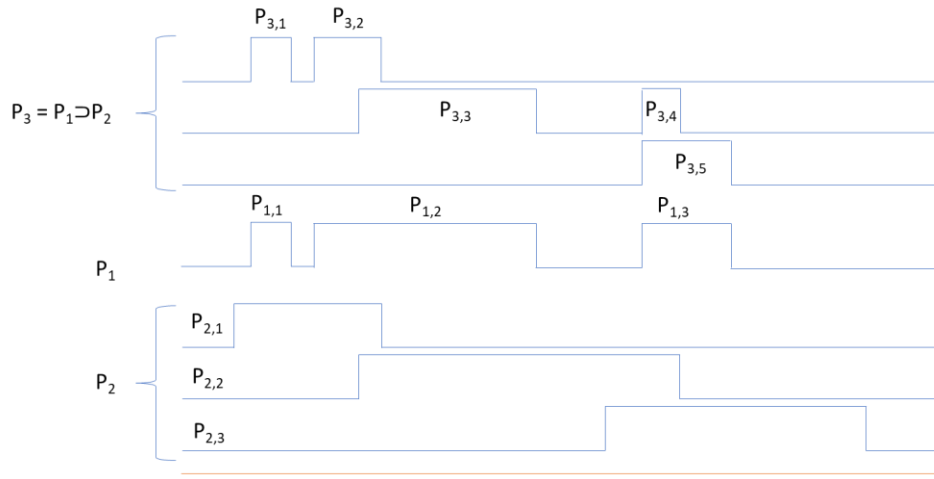 P3,1 P3,2
P3 = P1⊃P2
P3,3 P3,4
P3,5
P1,1 P1,2 P1,3
P1
P2,1
P2
P2,2
P2,3